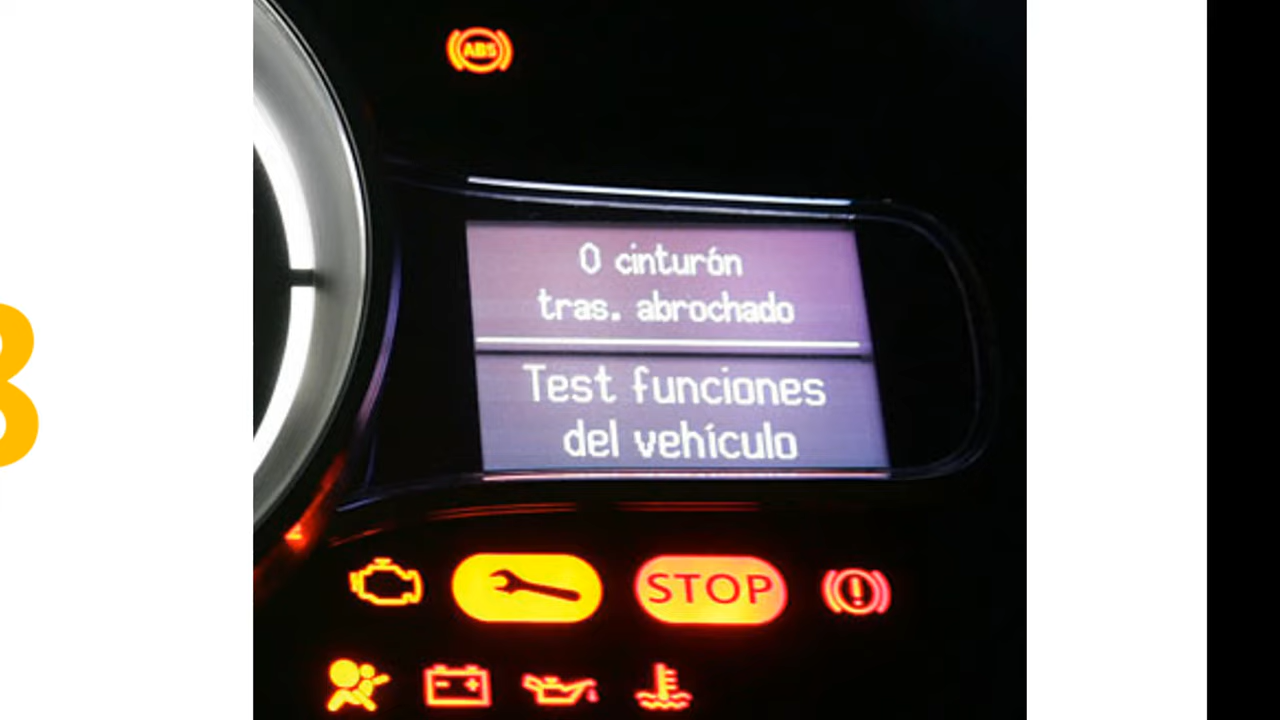 ABS
0 cinturón
tras. abrochado
Test funciones
del vehículo
STOP